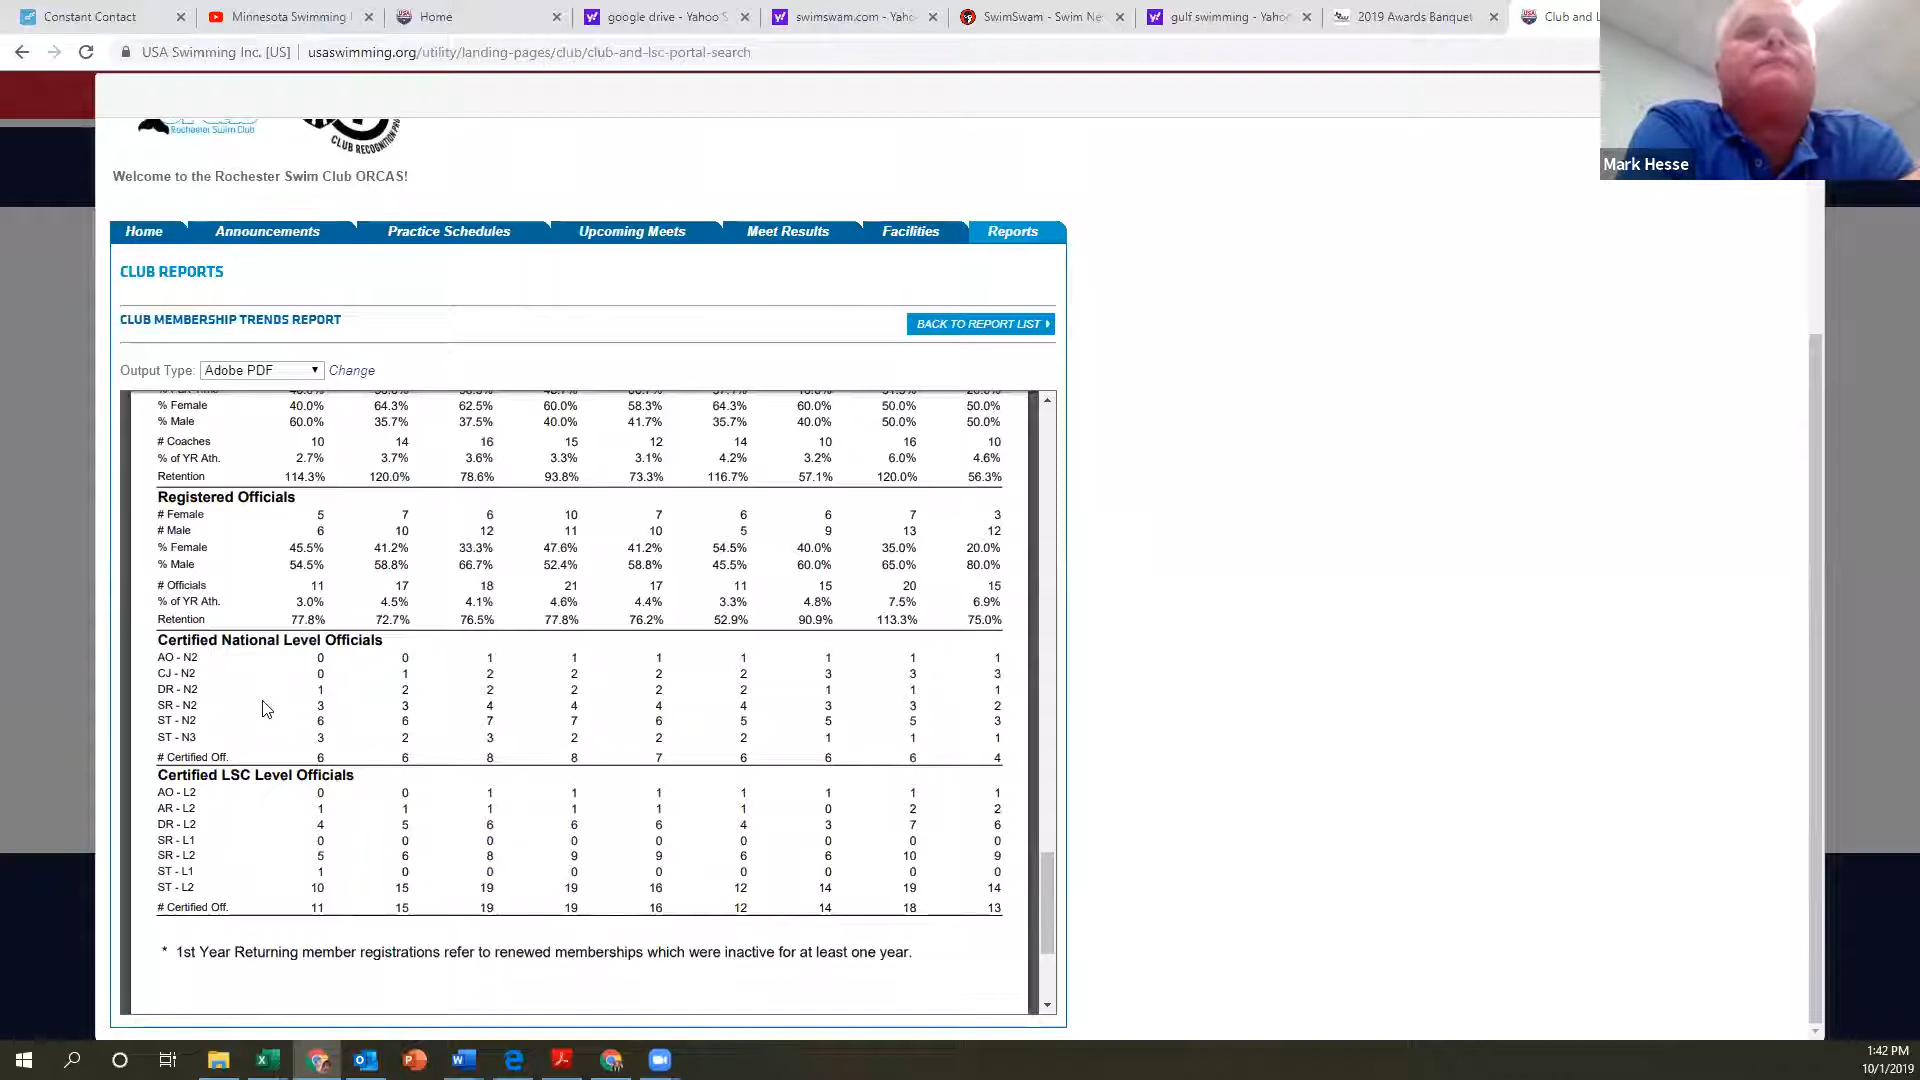 Constant Contact
Minnesota Swimming
Home
google drive - Yahoo S
swimswam.com - Yaho
SwimSwam - Swim Ne
gulf swimming - Yahoo
2019 Awards Banquet
Club and L
USA Swimming Inc. [US]
usaswimming.org/utility/landing-pages/club/club-and-lsc-portal-search
Mark Hesse
Rochester Swim Club
CLUB RECOGNITION
Welcome to the Rochester Swim Club ORCAS!
Home Announcements Practice Schedules Upcoming Meets Meet Results Facilities Reports
CLUB REPORTS
CLUB MEMBERSHIP TRENDS REPORT
BACK TO REPORT LIST
Output Type: Adobe PDF Change
% Female 40.0% 64.3% 62.5% 60.0% 58.3% 64.3% 60.0% 50.0% 50.0%
% Male 60.0% 35.7% 37.5% 40.0% 41.7% 35.7% 40.0% 50.0% 50.0%
# Coaches 10 14 16 15 12 14 10 16 10
% of YR Ath. 2.7% 3.7% 3.6% 3.3% 3.1% 4.2% 3.2% 6.0% 4.6%
Retention 114.3% 120.0% 78.6% 93.8% 73.3% 116.7% 57.1% 120.0% 56.3%
Registered Officials
# Female 5 7 6 10 7 6 6 7 3
# Male 6 10 12 11 10 5 9 13 12
% Female 45.5% 41.2% 33.3% 47.6% 41.2% 54.5% 40.0% 35.0% 20.0%
% Male 54.5% 58.8% 66.7% 52.4% 58.8% 45.5% 60.0% 65.0% 80.0%
# Officials 11 17 18 21 17 11 15 20 15
% of YR Ath. 3.0% 4.5% 4.1% 4.6% 4.4% 3.3% 4.8% 7.5% 6.9%
Retention 77.8% 72.7% 76.5% 77.8% 76.2% 52.9% 90.9% 113.3% 75.0%
Certified National Level Officials
AO - N2 0 0 1 1 1 1 1 1 1
CJ - N2 0 1 2 2 2 2 3 3 3
DR - N2 1 2 2 2 2 2 1 1 1
SR - N2 3 3 4 4 4 4 3 3 2
ST - N2 6 6 7 7 6 5 5 5 3
ST - N3 3 2 3 2 2 2 1 1 1
# Certified Off. 6 6 8 8 7 6 6 6 4
Certified LSC Level Officials
AO - L2 0 0 1 1 1 1 1 1 1
AR - L2 1 1 1 1 1 1 0 2 2
DR - L2 4 5 6 6 6 4 3 7 6
SR - L1 0 0 0 0 0 0 0 0 0
SR - L2 5 6 8 9 9 6 6 10 9
ST - L1 1 0 0 0 0 0 0 0 0
ST - L2 10 15 19 19 16 12 14 19 14
# Certified Off. 11 15 19 19 16 12 14 18 13
* 1st Year Returning member registrations refer to renewed memberships which were inactive for at least one year.
1:42 PM
10/1/2019